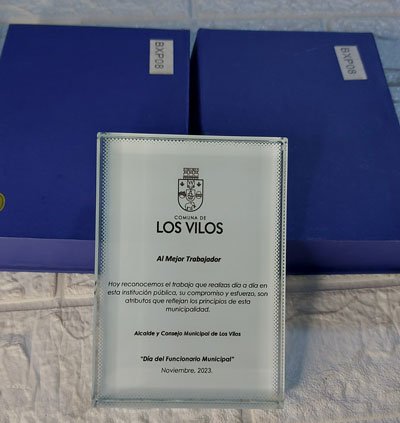 BXP08
BXP08
COMUNA DE
LOS VILOS
Al Mejor Trabajador
Hoy reconocemos el trabajo que realizas día a día en
esta institución pública, su compromiso y esfuerzo, son
atributos que reflejan los principios de esta
municipalidad.
Alcalde y Consejo Municipal de Los Vilos
"Día del Funcionario Municipal"
Noviembre, 2023.